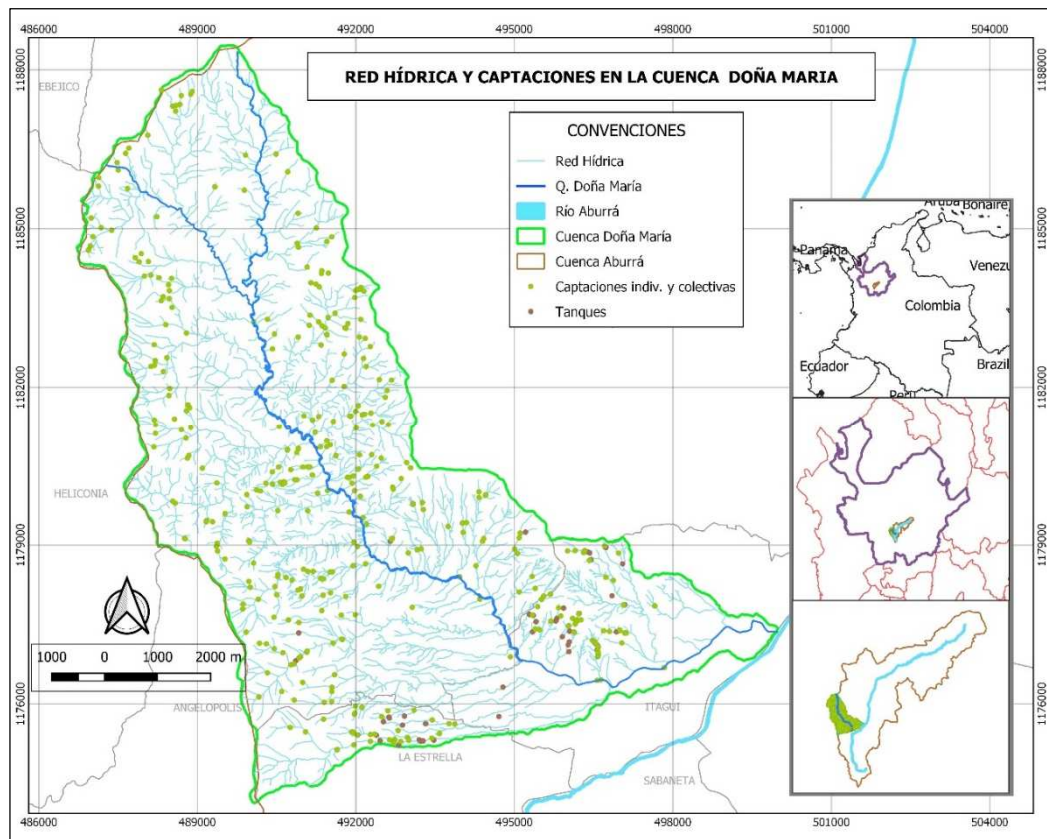 486000 489000 492000 495000 498000 501000 504000
1188000
1188000
RED HÍDRICA Y CAPTACIONES EN LA CUENCA DOÑA MARIA
EBEJICO
CONVENCIONES
Red Hídrica
Q. Doña María
Río Aburrá
Cuenca Doña María
Cuenca Aburrá
Captaciones indiv. y colectivas
Tanques
1185000
1185000
Aruba Bonaire
Panama
Venezu
Colombia
Ecuador
Brazil
Peru
1182000
1182000
HELICONIA
1179000
1179000
1000 0 1000 2000 m
1176000
1176000
ANGELOPOLIS
ITAGUI
LA ESTRELLA
SABANETA
486000 489000 492000 495000 498000 501000 504000